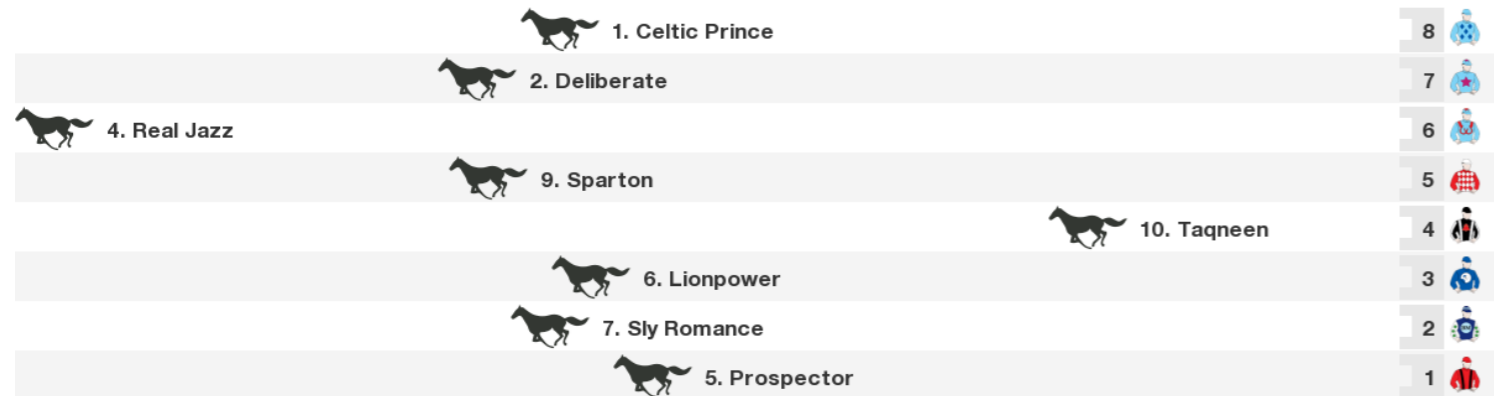 1. Celtic Prince 8
2. Deliberate 7
4. Real Jazz 6
9. Sparton 5
10. Taqneen 4
6. Lionpower 3
7. Sly Romance 2
5. Prospector 1